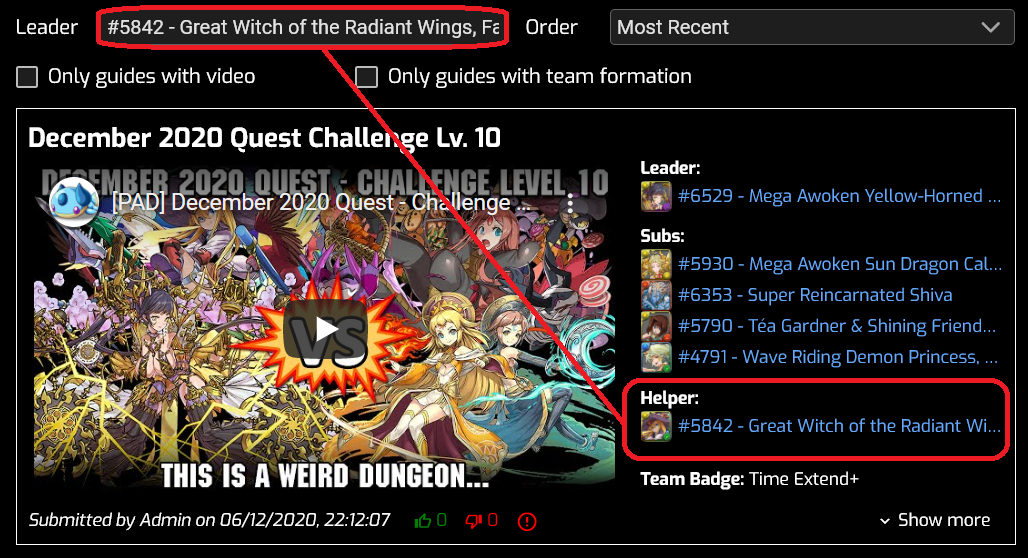 Leader #5842 - Great Witch of the Radiant Wings, Fa Order Most Recent
Only guides with video Only guides with team formation
December 2020 Quest Challenge Lv. 10
DECEMBER 2020 QUEST - CHALLENGE LEVEL 10
[PAD] December 2020 Quest - Challenge ...
VS
THIS IS A WEIRD DUNGEON...
Leader:
#6529 - Mega Awoken Yellow-Horned ...
Subs:
#5930 - Mega Awoken Sun Dragon Cal...
#6353 - Super Reincarnated Shiva
#5790 - Téa Gardner & Shining Friend...
#4791 - Wave Riding Demon Princess, ...
Helper:
#5842 - Great Witch of the Radiant Wi...
Team Badge: Time Extend+
Submitted by Admin on 06/12/2020, 22:12:07 0 0 Show more